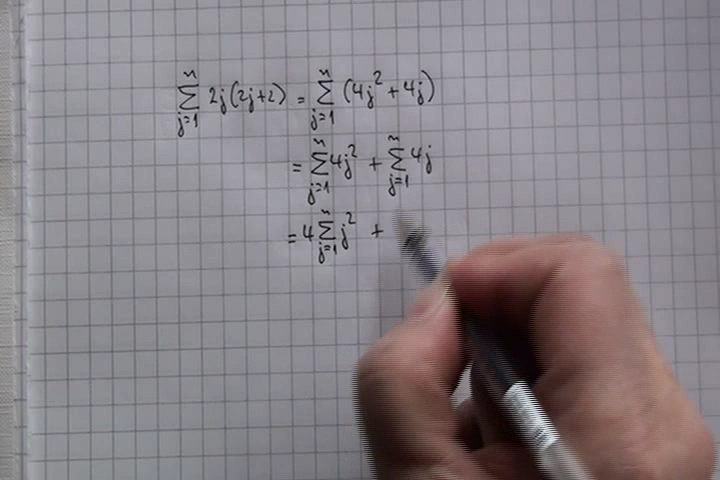 n n
∑ 2j(2j+2) = ∑ (4j² + 4j)
j=1 j=1
n n
= ∑ 4j² + ∑ 4j
j=1 j=1
n
= 4 ∑ j² +
j=1